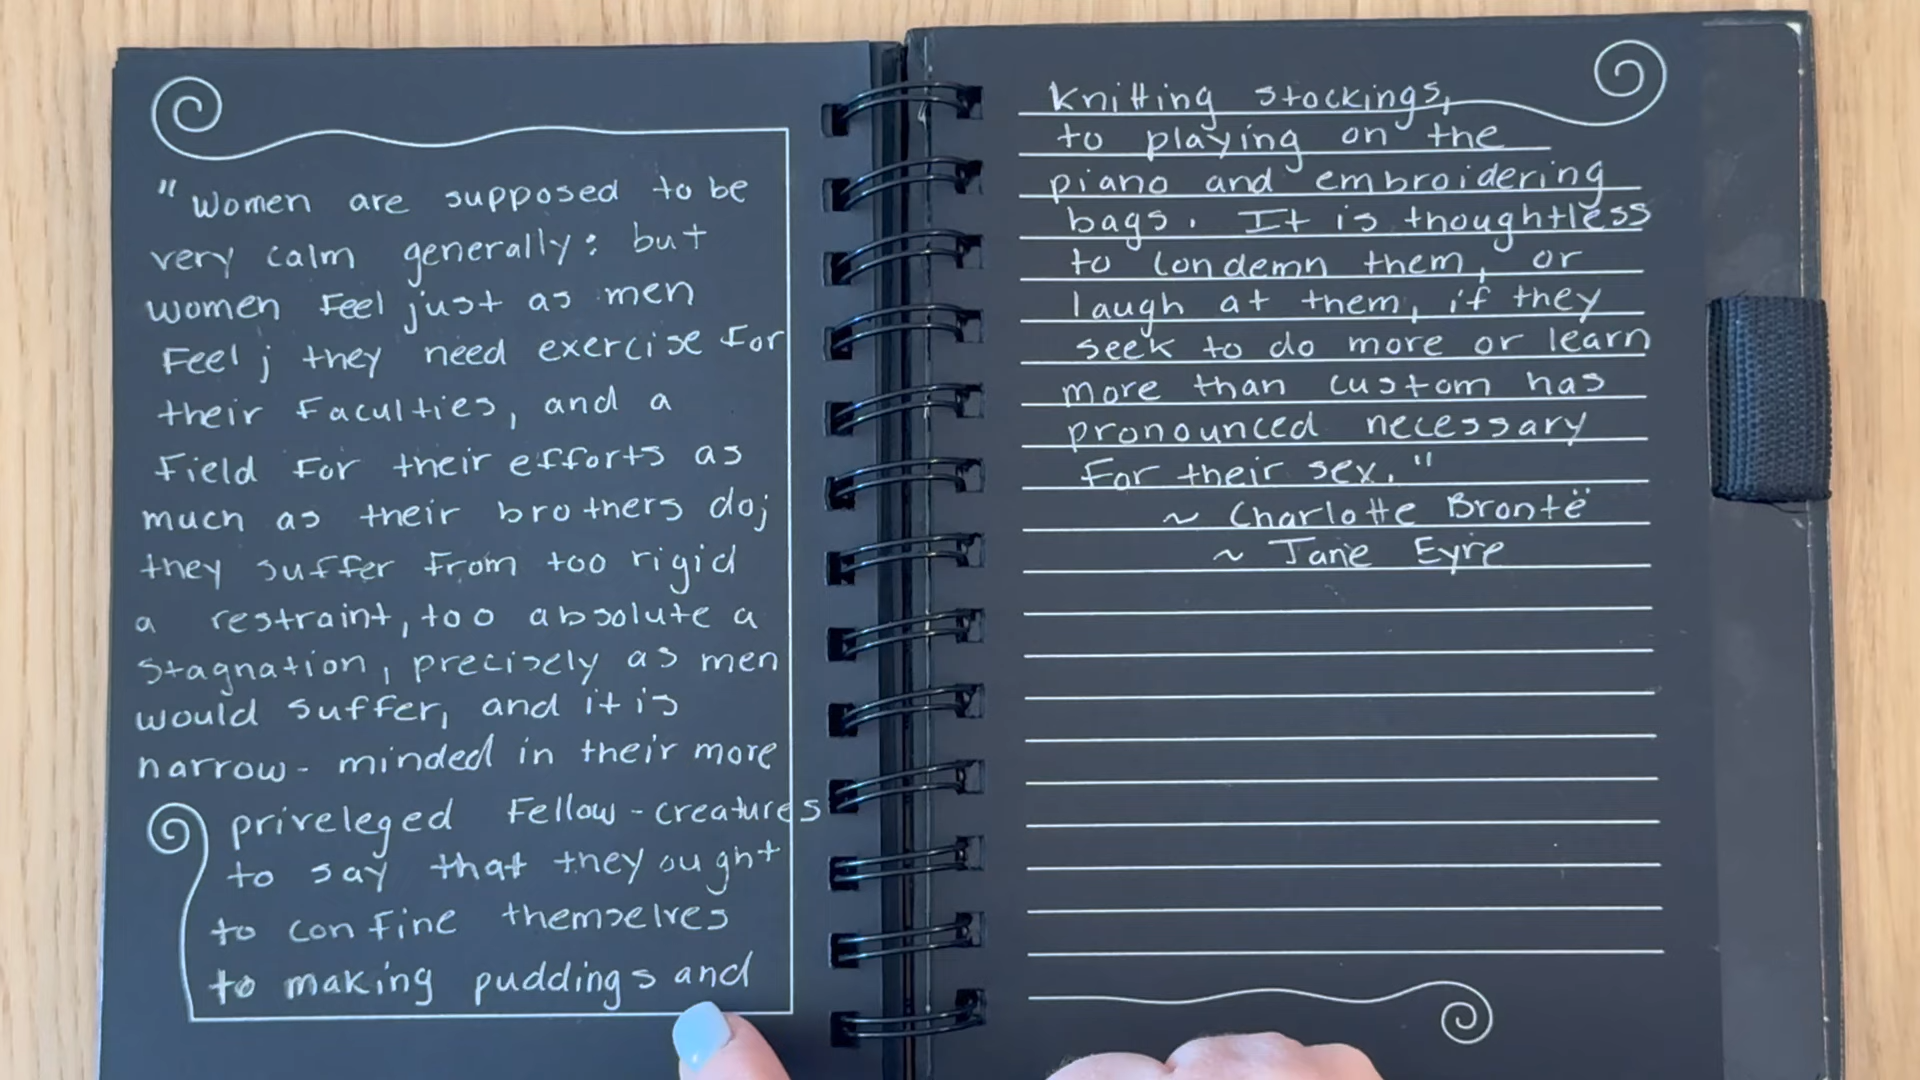 "Women are supposed to be
very calm generally: but
women feel just as men
feel; they need exercise for
their faculties, and a
field for their efforts as
much as their brothers do;
they suffer from too rigid
a restraint, too absolute a
stagnation, precisely as men
would suffer, and it is
narrow-minded in their more
priveleged fellow-creatures
to say that they ought
to confine themselves
to making puddings and
knitting stockings,
to playing on the
piano and embroidering
bags. It is thoughtless
to condemn them, or
laugh at them, if they
seek to do more or learn
more than custom has
pronounced necessary
for their sex."
~ Charlotte Brontë
~ Jane Eyre